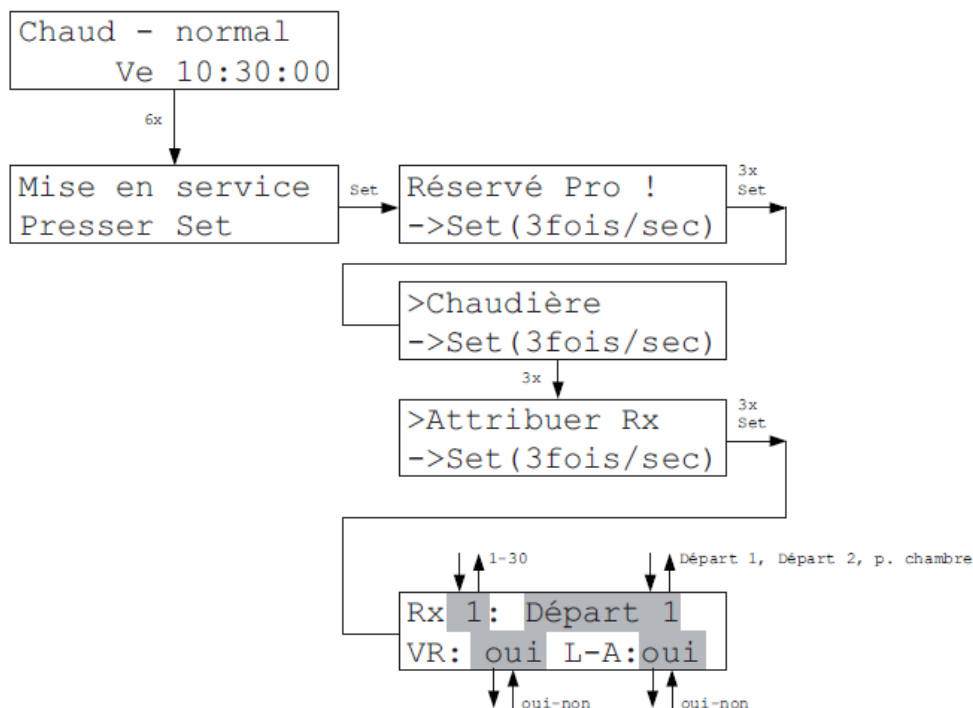 Chaud - normal
Ve 10:30:00
6x
Mise en service
Presser Set
Set
Réservé Pro !
->Set(3fois/sec)
3x
Set
>Chaudière
->Set(3fois/sec)
3x
>Attribuer Rx
->Set(3fois/sec)
3x
Set
1-30
Départ 1, Départ 2, p. chambre
Rx 1: Départ 1
VR: oui L-A:oui
oui-non
oui-non